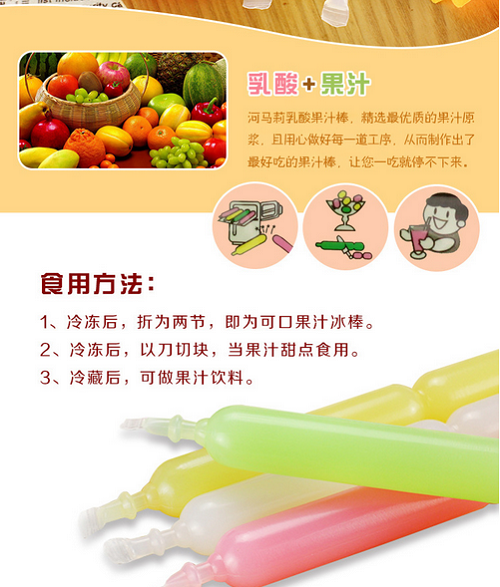 乳酸+果汁
河马莉乳酸果汁棒，精选最优质的果汁原
浆，且用心做好每一道工序，从而制作出了
最好吃的果汁棒，让您一吃就停不下来。
食用方法：
1、冷冻后，折为两节，即为可口果汁冰棒。
2、冷冻后，以刀切块，当果汁甜点食用。
3、冷藏后，可做果汁饮料。